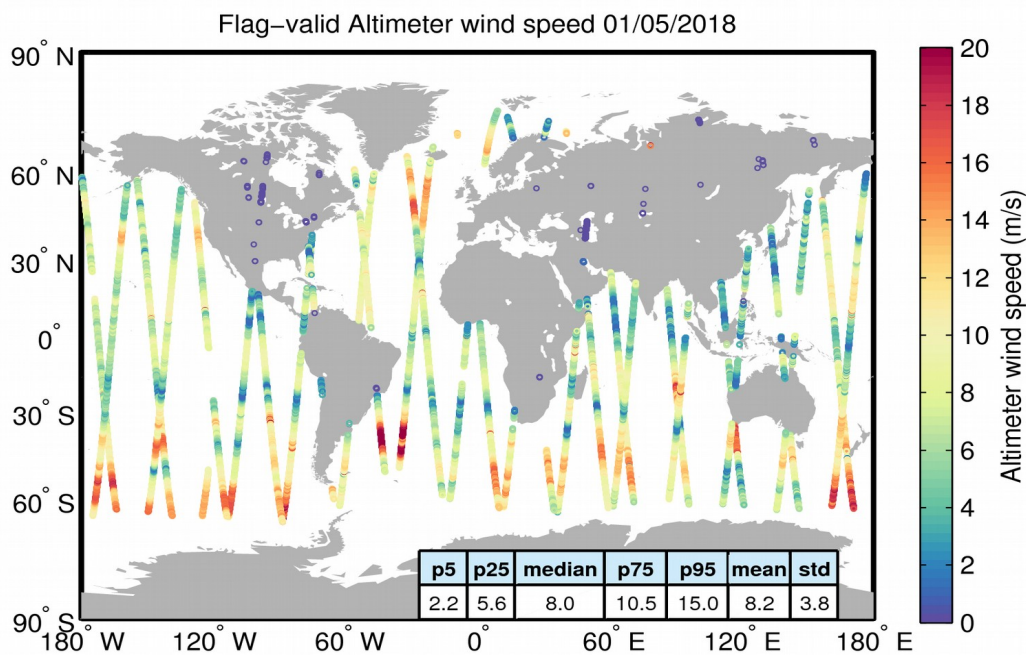 Flag−valid Altimeter wind speed 01/05/2018
90° N
60° N
30° N
0°
30° S
60° S
90° S
180° W
120° W
60° W
0°
60° E
120° E
180° E
p5 p25 median p75 p95 mean std
2.2 5.6 8.0 10.5 15.0 8.2 3.8
20
18
16
14
12
10
8
6
4
2
0
Altimeter wind speed (m/s)